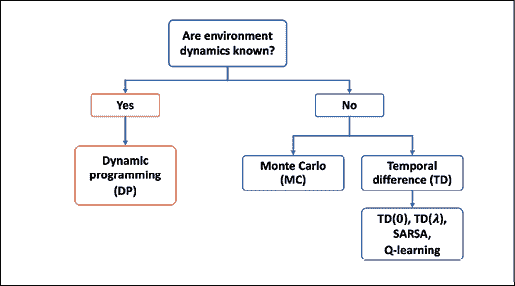 Are environment
dynamics known?
Yes
No
Dynamic
programming
(DP)
Monte Carlo
(MC)
Temporal
difference (TD)
TD(0), TD(λ),
SARSA,
Q-learning